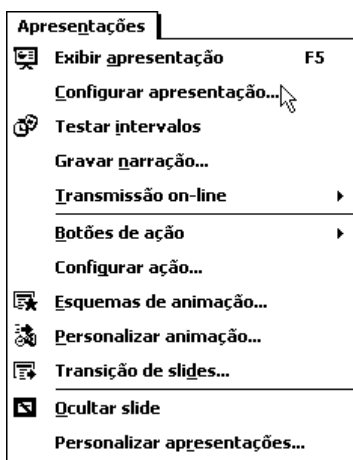 Apresentações
Exibir apresentação F5
Configurar apresentação...
Testar intervalos
Gravar narração...
Transmissão on-line
Botões de ação
Configurar ação...
Esquemas de animação...
Personalizar animação...
Transição de slides...
Ocultar slide
Personalizar apresentações...